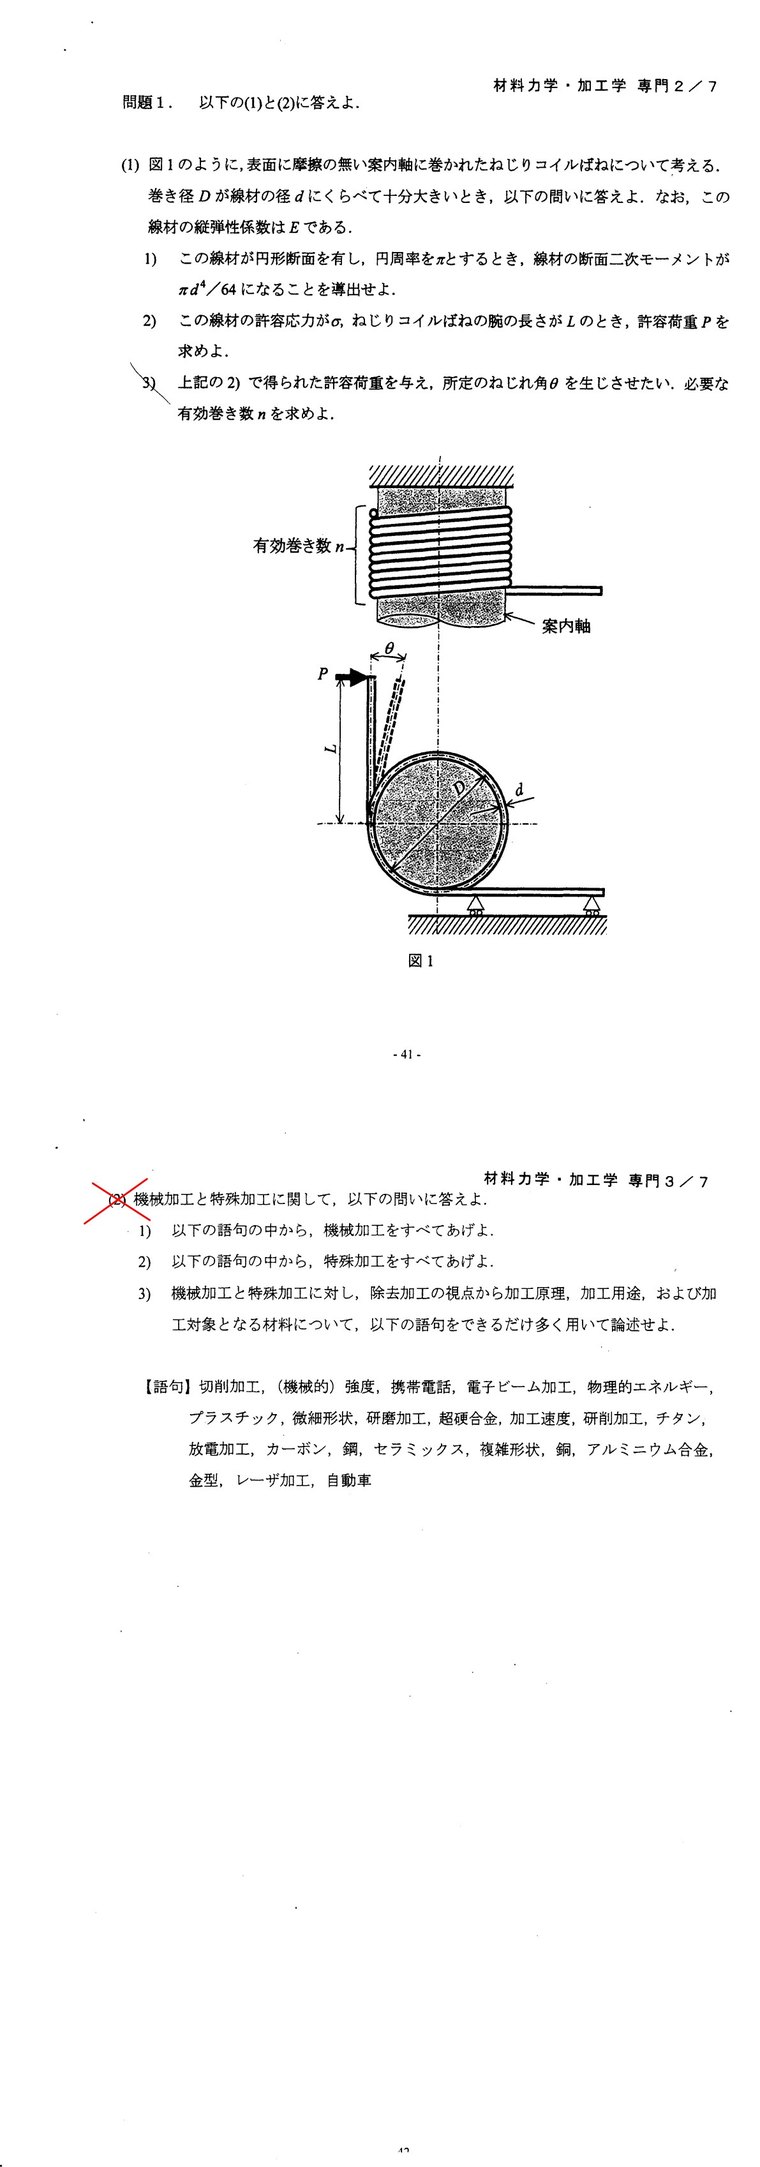 材料力学・加工学 専門２／７
問題１． 以下の(1)と(2)に答えよ．
(1) 図１のように，表面に摩擦の無い案内軸に巻かれたねじりコイルばねについて考える．
巻き径 D が線材の径 d にくらべて十分大きいとき，以下の問いに答えよ．なお，この
線材の縦弾性係数は E である．
1) この線材が円形断面を有し，円周率をπとするとき，線材の断面二次モーメントが
πd⁴／64 になることを導出せよ．
2) この線材の許容応力がσ，ねじりコイルばねの腕の長さが L のとき，許容荷重 P を
求めよ．
3) 上記の 2) で得られた許容荷重を与え，所定のねじれ角θ を生じさせたい．必要な
有効巻き数 n を求めよ．
有効巻き数 n
案内軸
θ
P
L
D
d
図１
- 41 -
材料力学・加工学 専門３／７
(2) 機械加工と特殊加工に関して，以下の問いに答えよ．
1) 以下の語句の中から，機械加工をすべてあげよ．
2) 以下の語句の中から，特殊加工をすべてあげよ．
3) 機械加工と特殊加工に対し，除去加工の視点から加工原理，加工用途，および加
工対象となる材料について，以下の語句をできるだけ多く用いて論述せよ．
【語句】切削加工，（機械的）強度，携帯電話，電子ビーム加工，物理的エネルギー，
プラスチック，微細形状，研磨加工，超硬合金，加工速度，研削加工，チタン，
放電加工，カーボン，鋼，セラミックス，複雑形状，銅，アルミニウム合金，
金型，レーザ加工，自動車